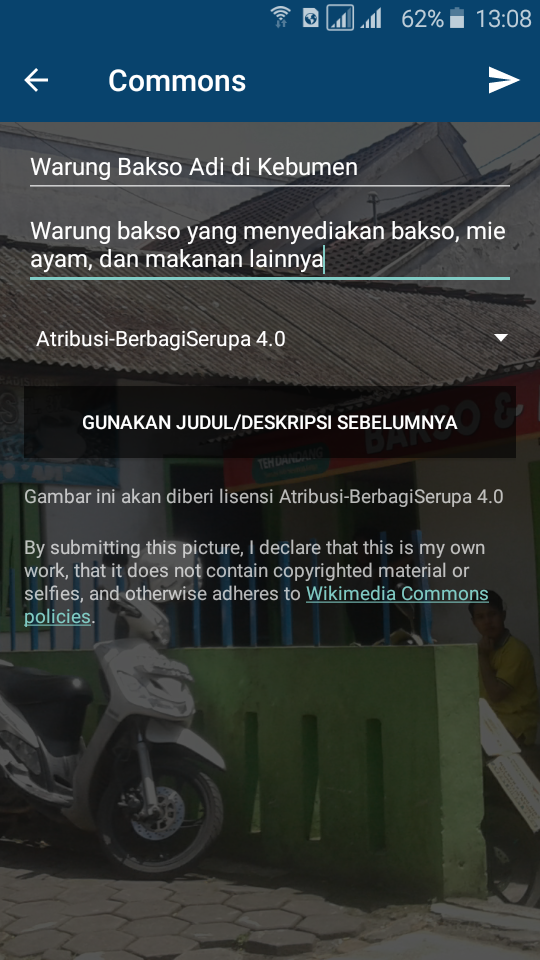 62% 13:08
Commons
Warung Bakso Adi di Kebumen
Warung bakso yang menyediakan bakso, mie
ayam, dan makanan lainnya
Atribusi-BerbagiSerupa 4.0
GUNAKAN JUDUL/DESKRIPSI SEBELUMNYA
BAKSO &
TEH DANDANG
Gambar ini akan diberi lisensi Atribusi-BerbagiSerupa 4.0
By submitting this picture, I declare that this is my own
work, that it does not contain copyrighted material or
selfies, and otherwise adheres to Wikimedia Commons
policies.